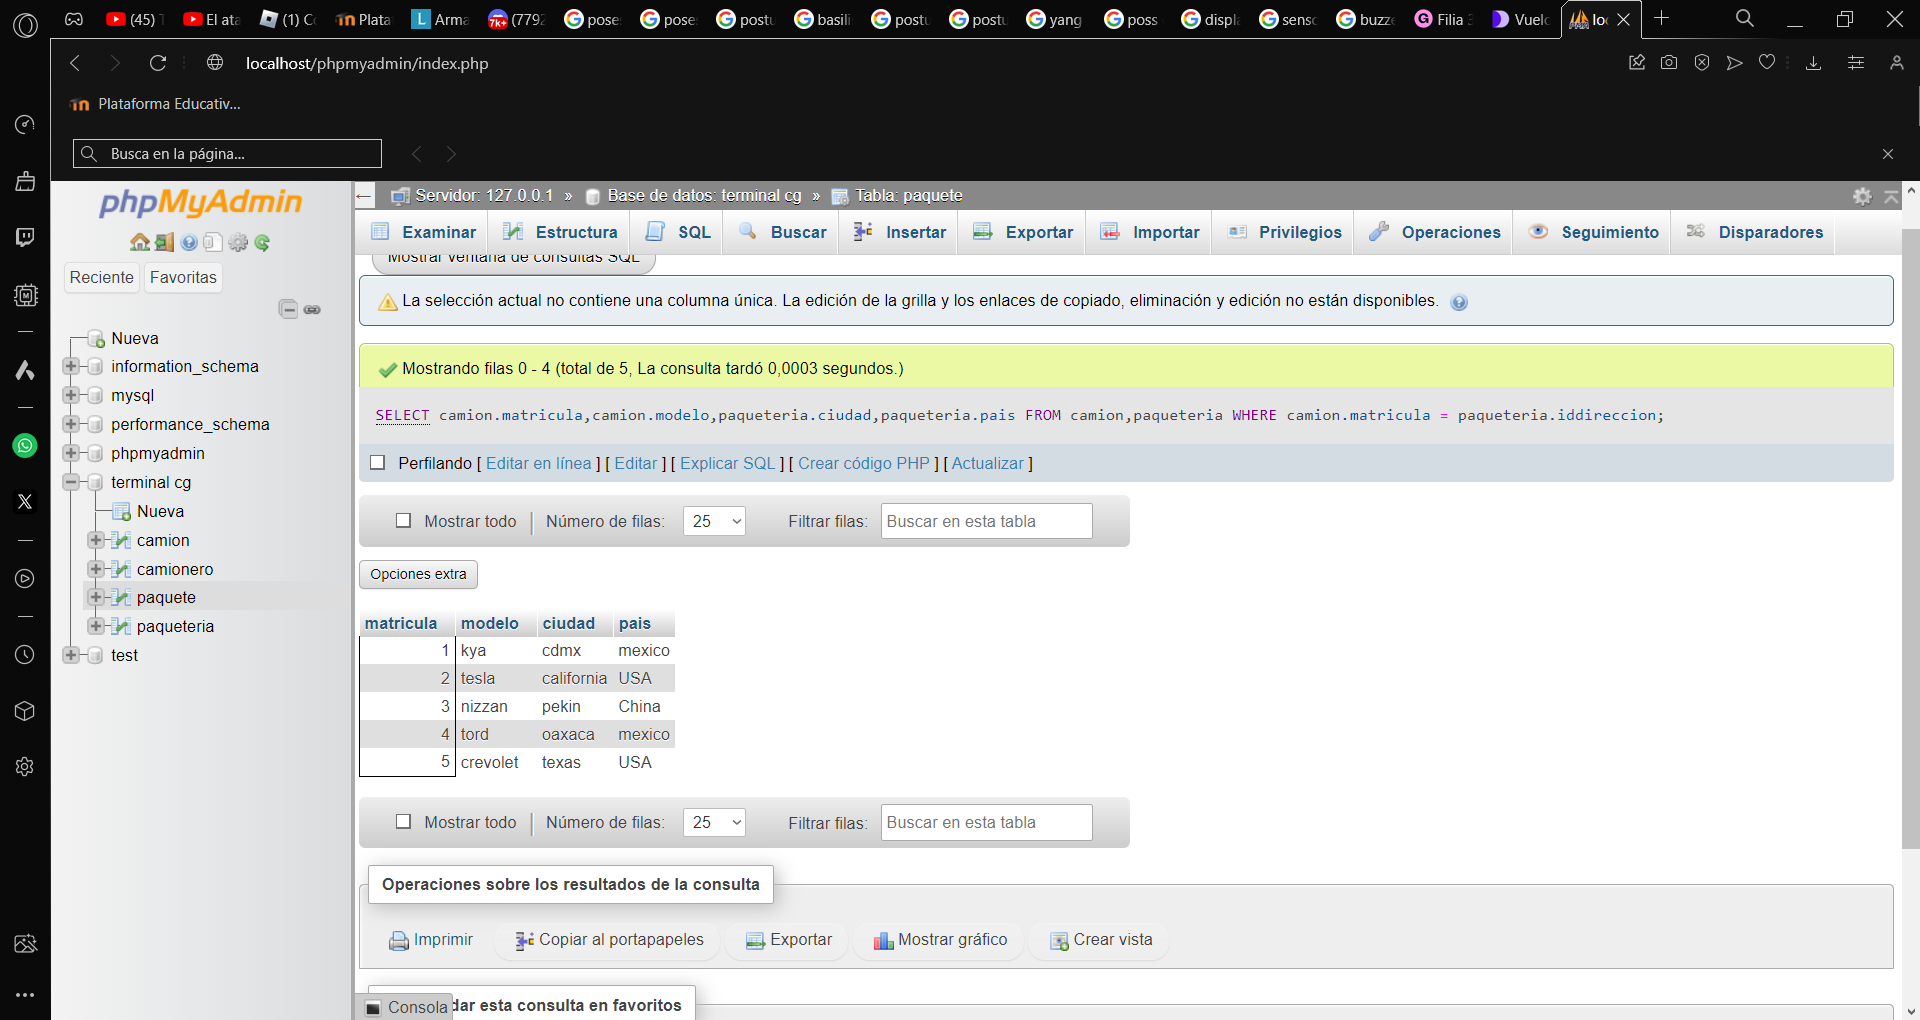 (45) T
El ata
(1) Co
Plata
Arma
(779
pose
pose
postu
basili
postu
postu
yang
poss
displa
senso
buzze
Filia 3
Vuelo
lo
localhost/phpmyadmin/index.php
Plataforma Educativ...
Busca en la página...
phpMyAdmin
Reciente Favoritas
Nueva
information_schema
mysql
performance_schema
phpmyadmin
terminal cg
Nueva
camion
camionero
paquete
paqueteria
test
Servidor: 127.0.0.1 » Base de datos: terminal cg » Tabla: paquete
Examinar Estructura SQL Buscar Insertar Exportar Importar Privilegios Operaciones Seguimiento Disparadores
Mostrar ventana de consultas SQL
La selección actual no contiene una columna única. La edición de la grilla y los enlaces de copiado, eliminación y edición no están disponibles.
Mostrando filas 0 - 4 (total de 5, La consulta tardó 0,0003 segundos.)
SELECT camion.matricula,camion.modelo,paqueteria.ciudad,paqueteria.pais FROM camion,paqueteria WHERE camion.matricula = paqueteria.iddireccion;
Perfilando [ Editar en línea ] [ Editar ] [ Explicar SQL ] [ Crear código PHP ] [ Actualizar ]
Mostrar todo | Número de filas: 25 Filtrar filas: Buscar en esta tabla
Opciones extra
matricula modelo ciudad pais
1 kya cdmx mexico
2 tesla california USA
3 nizzan pekin China
4 tord oaxaca mexico
5 crevolet texas USA
Mostrar todo | Número de filas: 25 Filtrar filas: Buscar en esta tabla
Operaciones sobre los resultados de la consulta
Imprimir Copiar al portapapeles Exportar Mostrar gráfico Crear vista
Consola
dar esta consulta en favoritos